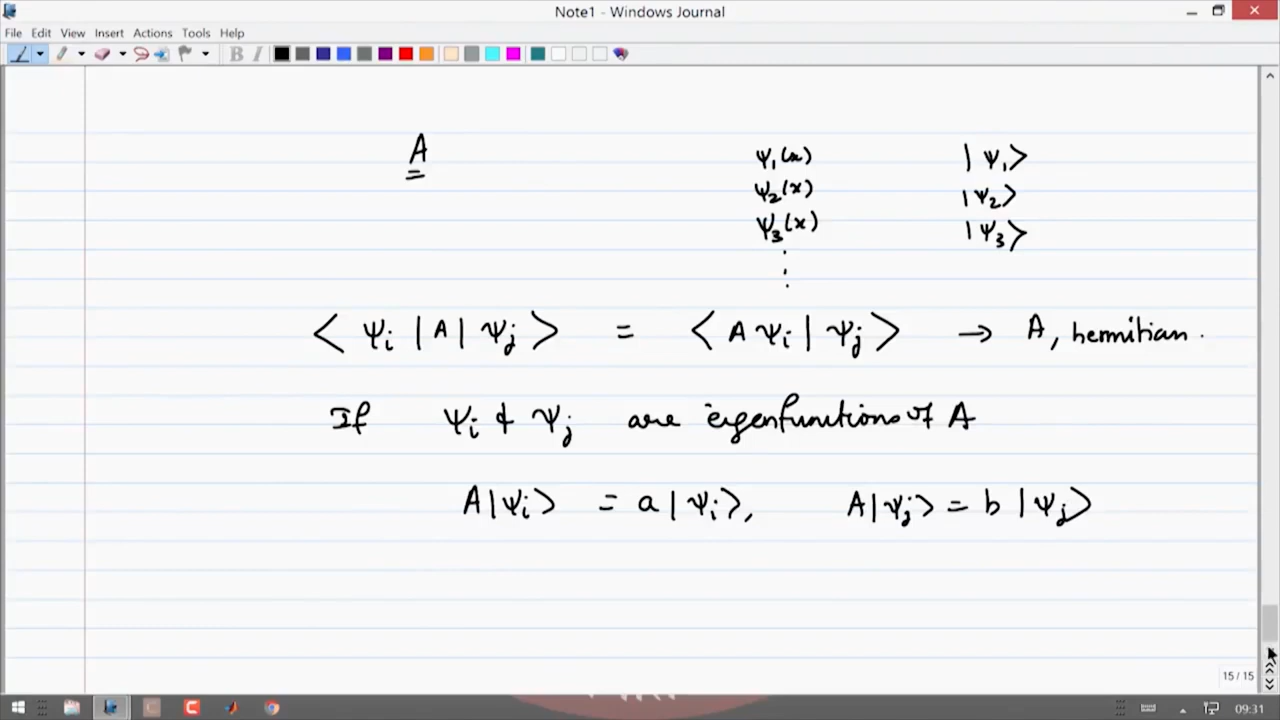 Note1 - Windows Journal
File Edit View Insert Actions Tools Help
B I
A
ψ₁(x) |ψ₁>
ψ₂(x) |ψ₂>
ψ₃(x) |ψ₃>
⋮
< ψᵢ | A | ψⱼ > = < A ψᵢ | ψⱼ > → A, hermitian.
If ψᵢ & ψⱼ are eigenfunctions of A
A|ψᵢ> = a|ψᵢ>, A|ψⱼ> = b |ψⱼ>
15 / 15
09:31